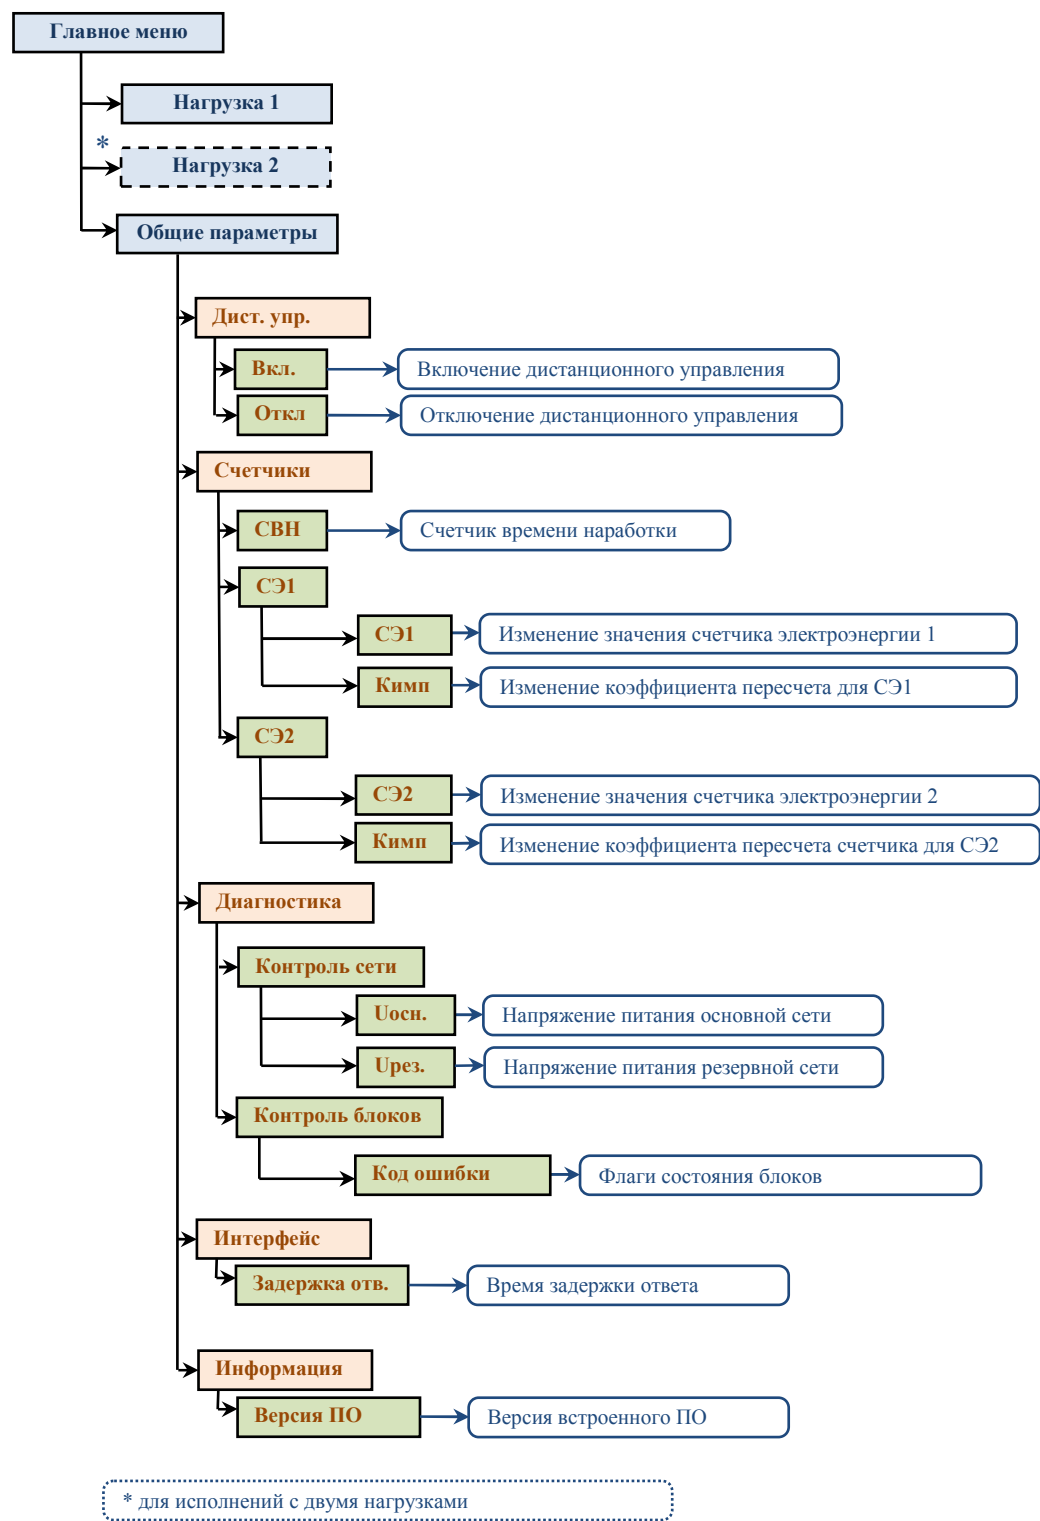 Главное меню
Нагрузка 1
*
Нагрузка 2
Общие параметры
Дист. упр.
Вкл.
Включение дистанционного управления
Откл
Отключение дистанционного управления
Счетчики
СВН
Счетчик времени наработки
СЭ1
СЭ1
Изменение значения счетчика электроэнергии 1
Кимп
Изменение коэффициента пересчета для СЭ1
СЭ2
СЭ2
Изменение значения счетчика электроэнергии 2
Кимп
Изменение коэффициента пересчета счетчика для СЭ2
Диагностика
Контроль сети
Uосн.
Напряжение питания основной сети
Uрез.
Напряжение питания резервной сети
Контроль блоков
Код ошибки
Флаги состояния блоков
Интерфейс
Задержка отв.
Время задержки ответа
Информация
Версия ПО
Версия встроенного ПО
* для исполнений с двумя нагрузками